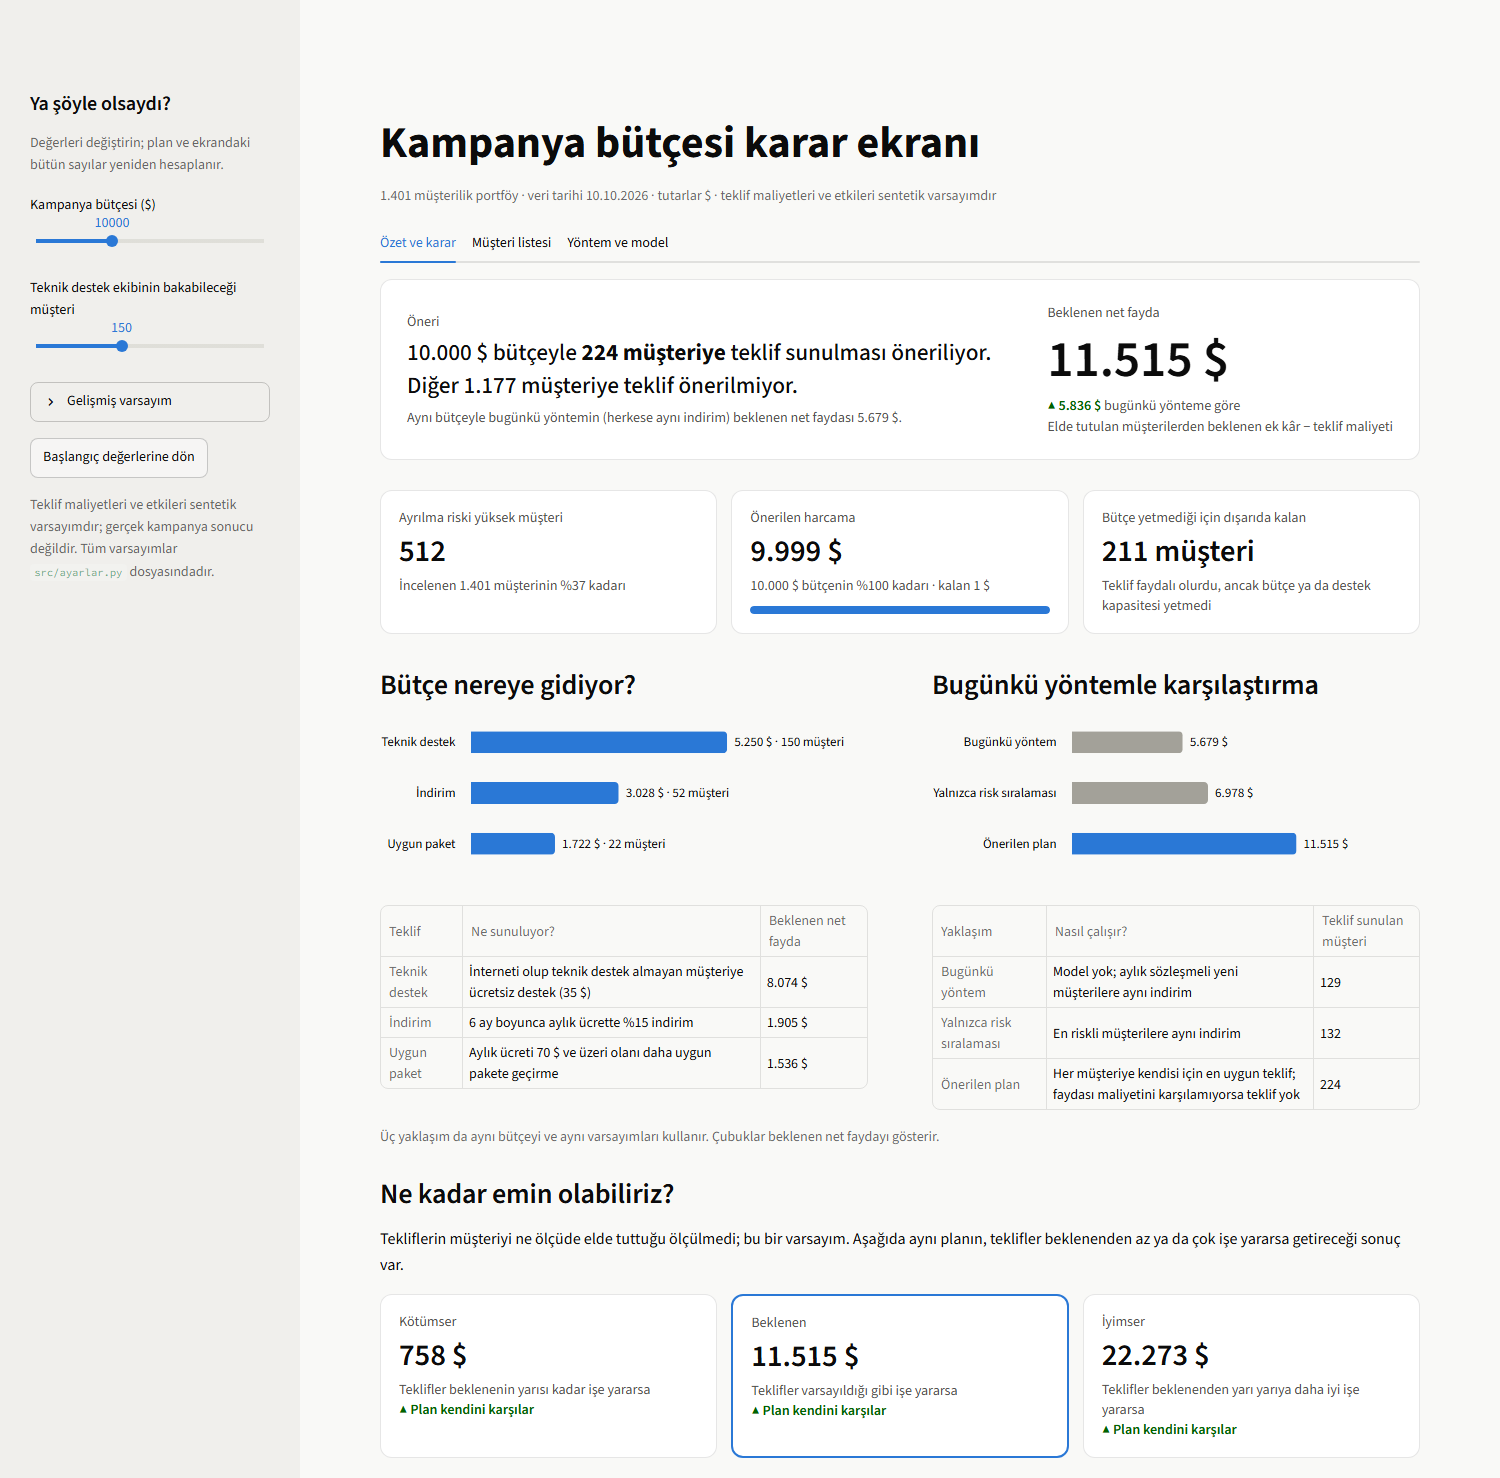 Ya şöyle olsaydı?
Değerleri değiştirin; plan ve ekrandaki
bütün sayılar yeniden hesaplanır.
Kampanya bütçesi ($)
10000
Teknik destek ekibinin bakabileceği
müşteri
150
Gelişmiş varsayım
Başlangıç değerlerine dön
Teklif maliyetleri ve etkileri sentetik
varsayımdır; gerçek kampanya sonucu
değildir. Tüm varsayımlar
src/ayarlar.py dosyasındadır.
Kampanya bütçesi karar ekranı
1.401 müşterilik portföy · veri tarihi 10.10.2026 · tutarlar $ · teklif maliyetleri ve etkileri sentetik varsayımdır
Özet ve karar Müşteri listesi Yöntem ve model
Öneri
10.000 $ bütçeyle 224 müşteriye teklif sunulması öneriliyor.
Diğer 1.177 müşteriye teklif önerilmiyor.
Aynı bütçeyle bugünkü yöntemin (herkese aynı indirim) beklenen net faydası 5.679 $.
Beklenen net fayda
11.515 $
▲ 5.836 $ bugünkü yönteme göre
Elde tutulan müşterilerden beklenen ek kâr − teklif maliyeti
Ayrılma riski yüksek müşteri
512
İncelenen 1.401 müşterinin %37 kadarı
Önerilen harcama
9.999 $
10.000 $ bütçenin %100 kadarı · kalan 1 $
Bütçe yetmediği için dışarıda kalan
211 müşteri
Teklif faydalı olurdu, ancak bütçe ya da destek
kapasitesi yetmedi
Bütçe nereye gidiyor?
Teknik destek 5.250 $ · 150 müşteri
İndirim 3.028 $ · 52 müşteri
Uygun paket 1.722 $ · 22 müşteri
Teklif Ne sunuluyor? Beklenen net
fayda
Teknik
destek
İnterneti olup teknik destek almayan müşteriye
ücretsiz destek (35 $)
8.074 $
İndirim 6 ay boyunca aylık ücrette %15 indirim 1.905 $
Uygun
paket
Aylık ücreti 70 $ ve üzeri olanı daha uygun
pakete geçirme
1.536 $
Bugünkü yöntemle karşılaştırma
Bugünkü yöntem 5.679 $
Yalnızca risk sıralaması 6.978 $
Önerilen plan 11.515 $
Yaklaşım Nasıl çalışır? Teklif sunulan
müşteri
Bugünkü
yöntem
Model yok; aylık sözleşmeli yeni
müşterilere aynı indirim
129
Yalnızca risk
sıralaması
En riskli müşterilere aynı indirim
132
Önerilen plan
Her müşteriye kendisi için en uygun teklif;
faydası maliyetini karşılamıyorsa teklif yok
224
Üç yaklaşım da aynı bütçeyi ve aynı varsayımları kullanır. Çubuklar beklenen net faydayı gösterir.
Ne kadar emin olabiliriz?
Tekliflerin müşteriyi ne ölçüde elde tuttuğu ölçülmedi; bu bir varsayım. Aşağıda aynı planın, teklifler beklenenden az ya da çok işe yararsa getireceği sonuç
var.
Kötümser
758 $
Teklifler beklenenin yarısı kadar işe yararsa
▲ Plan kendini karşılar
Beklenen
11.515 $
Teklifler varsayıldığı gibi işe yararsa
▲ Plan kendini karşılar
İyimser
22.273 $
Teklifler beklenenden yarı yarıya daha iyi işe
yararsa
▲ Plan kendini karşılar